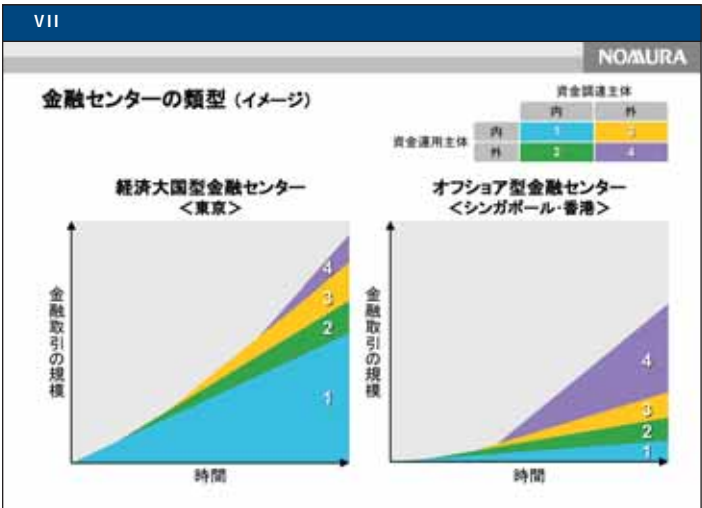 VII
NOMURA
金融センターの類型（イメージ）
資金調達主体
内 外
資金運用主体
内 1 3
外 2 4
経済大国型金融センター
＜東京＞
金融取引の規模
4
3
2
1
時間
オフショア型金融センター
＜シンガポール・香港＞
金融取引の規模
4
3
2
1
時間